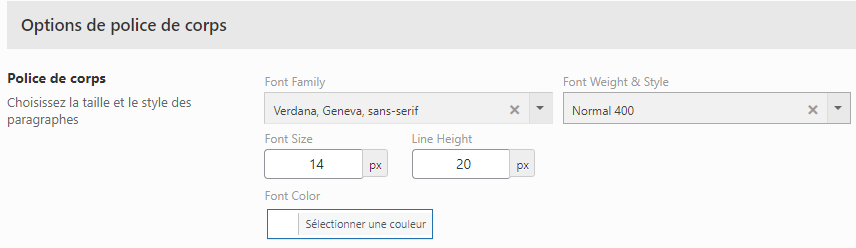 Options de police de corps
Police de corps
Choisissez la taille et le style des
paragraphes
Font Family
Font Weight & Style
Verdana, Geneva, sans-serif
Normal 400
Font Size
Line Height
14 px
20 px
Font Color
Sélectionner une couleur